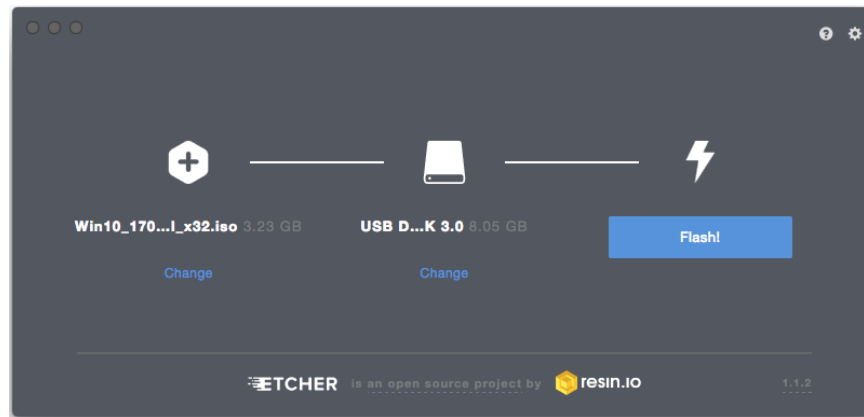 Win10_170...l_x32.iso 3.23 GB
USB D...K 3.0 8.05 GB
Flash!
Change
Change
ETCHER is an open source project by resin.io
1.1.2